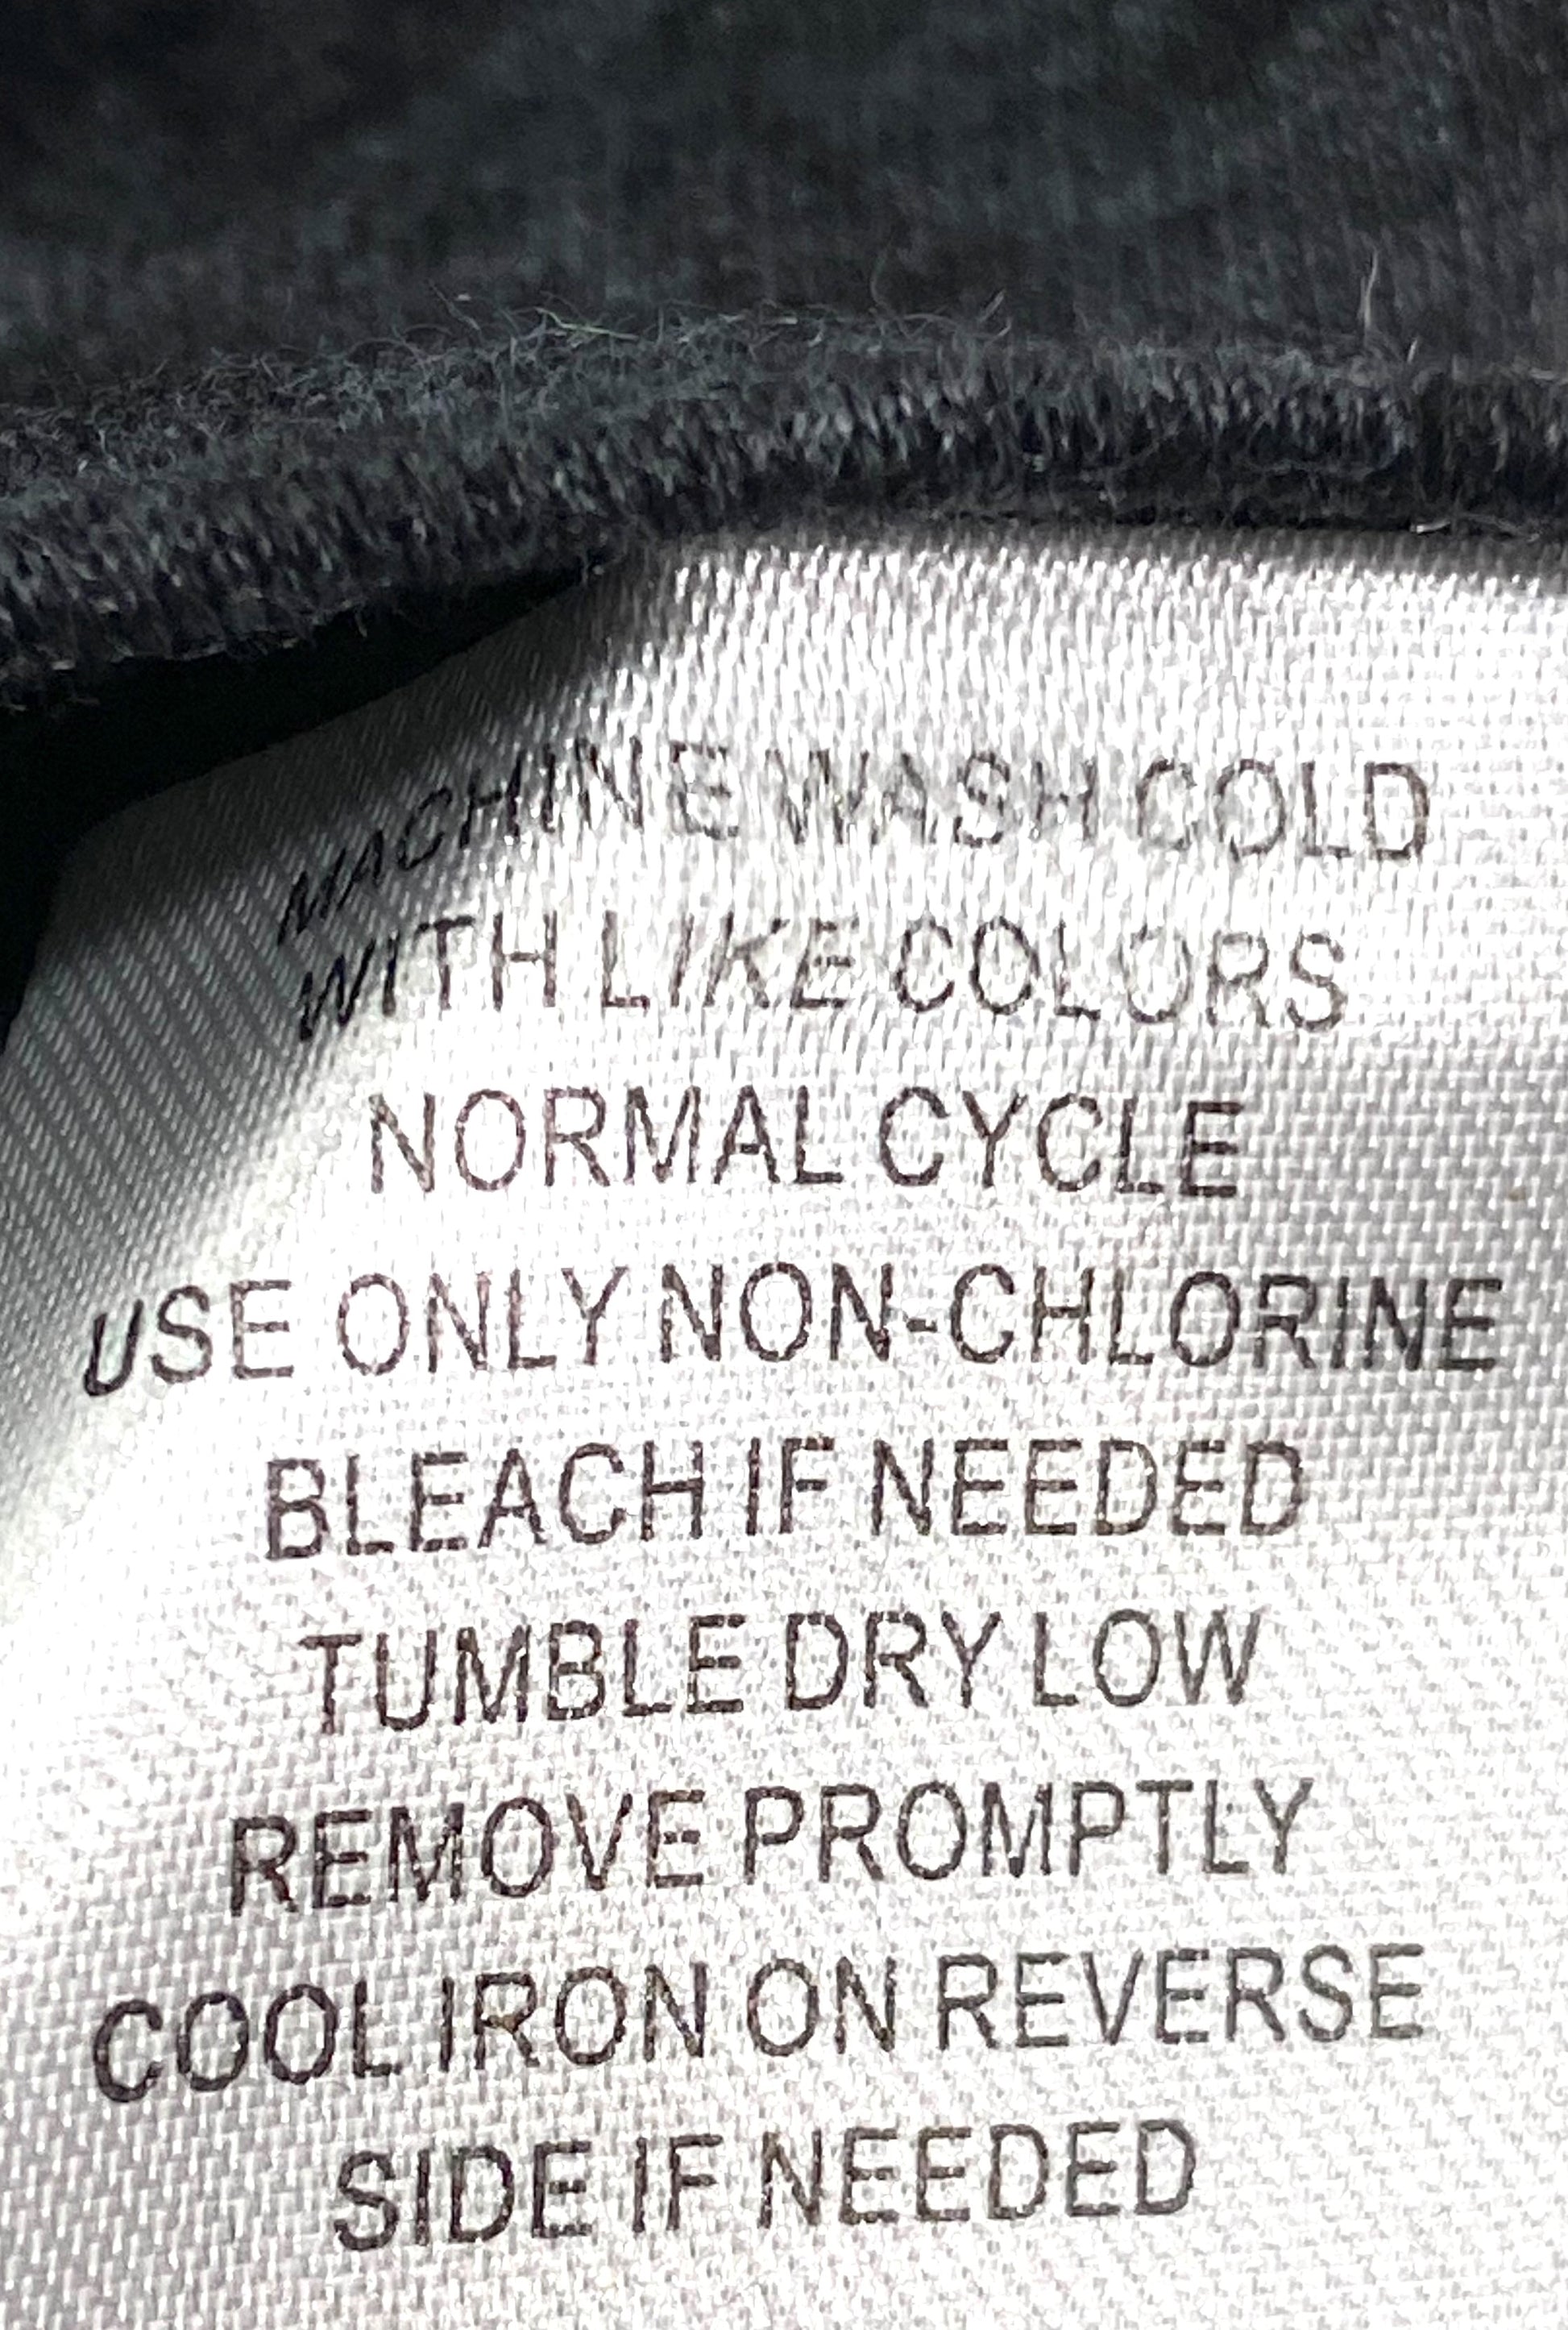 MACHINE WASH COLD
WITH LIKE COLORS
NORMAL CYCLE
USE ONLY NON-CHLORINE
BLEACH IF NEEDED
TUMBLE DRY LOW
REMOVE PROMPTLY
COOL IRON ON REVERSE
SIDE IF NEEDED